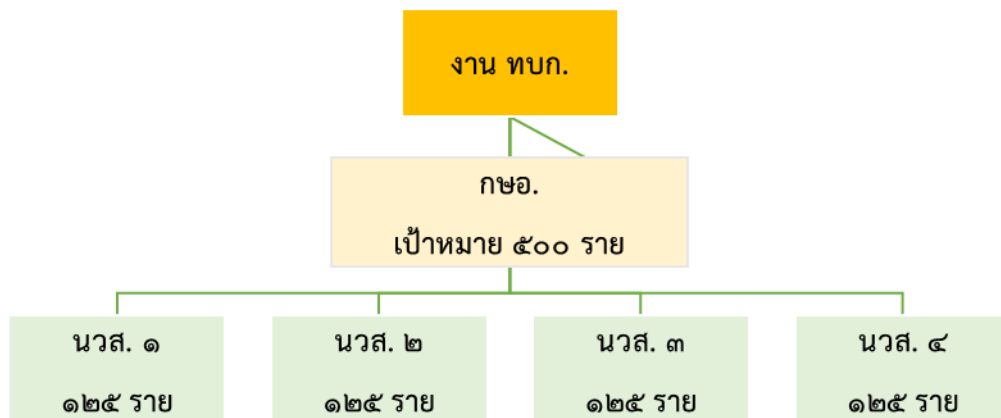 งาน ทบก.
กษอ.
เป้าหมาย ๕๐๐ ราย
นวส. ๑
๑๒๕ ราย
นวส. ๒
๑๒๕ ราย
นวส. ๓
๑๒๕ ราย
นวส. ๔
๑๒๕ ราย